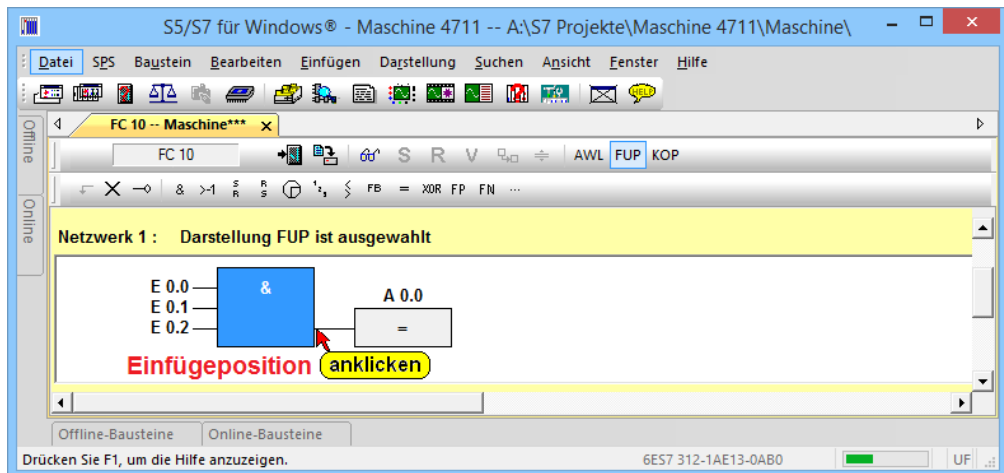 S5/S7 für Windows® - Maschine 4711 -- A:\S7 Projekte\Maschine 4711\Maschine\
Datei SPS Baustein Bearbeiten Einfügen Darstellung Suchen Ansicht Fenster Hilfe
HELP
Offline
Online
FC 10 -- Maschine*** x
FC 10 S R V AWL FUP KOP
& >-1 S R R S FB = XOR FP FN ...
Netzwerk 1 : Darstellung FUP ist ausgewahlt
E 0.0
E 0.1
E 0.2
&
A 0.0
=
Einfügeposition anklicken
Offline-Bausteine Online-Bausteine
Drücken Sie F1, um die Hilfe anzuzeigen. 6ES7 312-1AE13-0AB0 UF